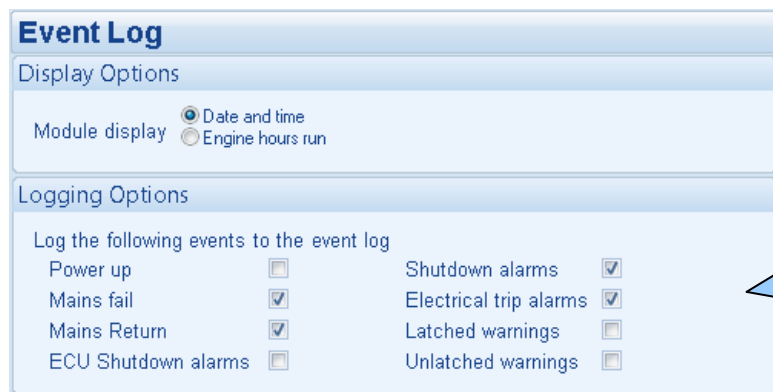 Event Log
Display Options
Module display
Date and time
Engine hours run
Logging Options
Log the following events to the event log
Power up
Shutdown alarms
Mains fail
Electrical trip alarms
Mains Return
Latched warnings
ECU Shutdown alarms
Unlatched warnings